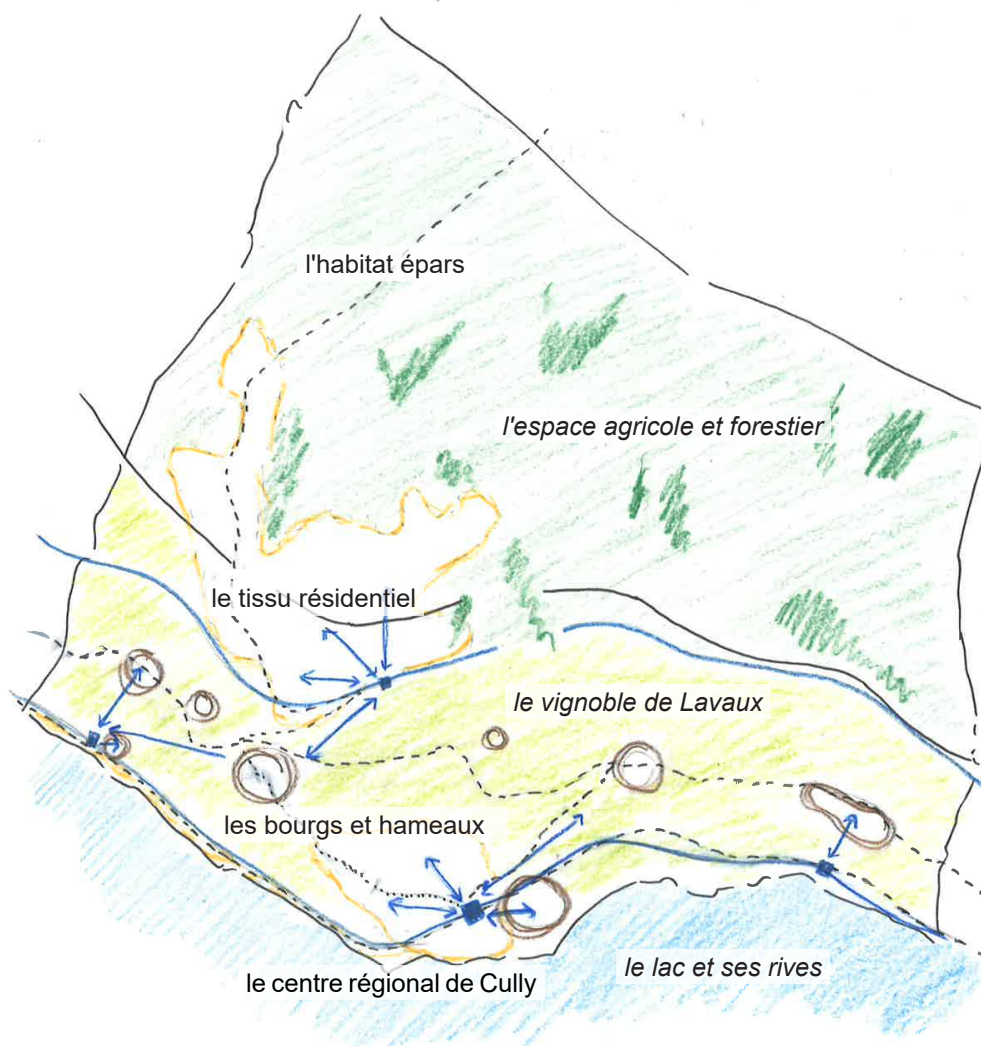 l'habitat épars
l'espace agricole et forestier
le tissu résidentiel
le vignoble de Lavaux
les bourgs et hameaux
le lac et ses rives
le centre régional de Cully